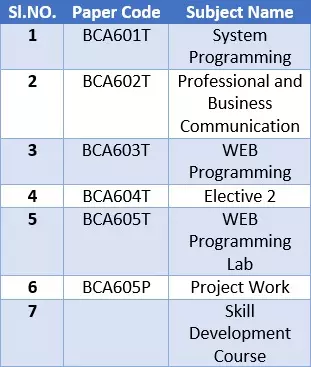 Sl.NO. Paper Code Subject Name
1 BCA601T System
Programming
2 BCA602T Professional and
Business
Communication
3 BCA603T WEB
Programming
4 BCA604T Elective 2
5 BCA605T WEB
Programming
Lab
6 BCA605P Project Work
7 Skill
Development
Course